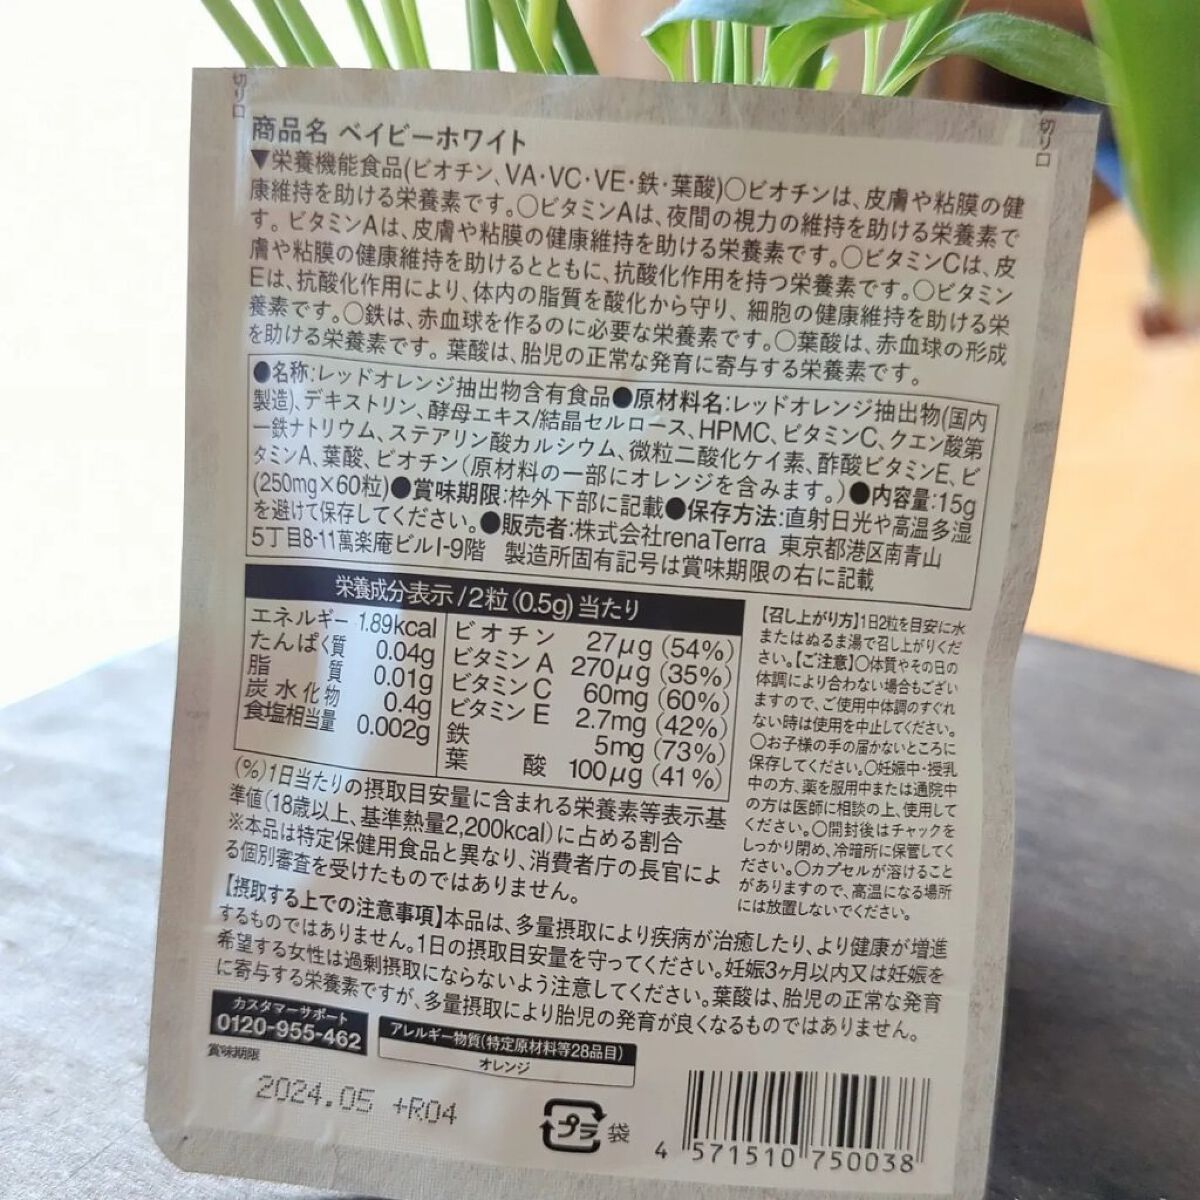 切り口
切り口
商品名 ベイビーホワイト
▼栄養機能食品(ビオチン、VA・VC・VE・鉄・葉酸)○ビオチンは、皮膚や粘膜の健
康維持を助ける栄養素です。○ビタミンAは、夜間の視力の維持を助ける栄養素で
す。ビタミンAは、皮膚や粘膜の健康維持を助ける栄養素です。○ビタミンCは、皮
膚や粘膜の健康維持を助けるとともに、抗酸化作用を持つ栄養素です。○ビタミン
Eは、抗酸化作用により、体内の脂質を酸化から守り、細胞の健康維持を助ける栄
養素です。○鉄は、赤血球を作るのに必要な栄養素です。○葉酸は、赤血球の形成
を助ける栄養素です。葉酸は、胎児の正常な発育に寄与する栄養素です。
●名称:レッドオレンジ抽出物含有食品●原材料名:レッドオレンジ抽出物(国内
製造)、デキストリン、酵母エキス/結晶セルロース、HPMC、ビタミンC、クエン酸第
一鉄ナトリウム、ステアリン酸カルシウム、微粒二酸化ケイ素、酢酸ビタミンE、ビ
タミンA、葉酸、ビオチン(原材料の一部にオレンジを含みます。)●内容量:15g
(250mg×60粒)●賞味期限:枠外下部に記載●保存方法:直射日光や高温多湿
を避けて保存してください。●販売者:株式会社renaTerra 東京都港区南青山
5丁目8-11萬楽庵ビルI-9階 製造所固有記号は賞味期限の右に記載
栄養成分表示/2粒(0.5g)当たり
エネルギー 1.89kcal
たんぱく質 0.04g
脂質 0.01g
炭水化物 0.4g
食塩相当量 0.002g
ビオチン 27μg(54%)
ビタミンA 270μg(35%)
ビタミンC 60mg(60%)
ビタミンE 2.7mg(42%)
鉄 5mg(73%)
葉酸 100μg(41%)
(%)1日当たりの摂取目安量に含まれる栄養素等表示基
準値(18歳以上、基準熱量2,200kcal)に占める割合
※本品は特定保健用食品と異なり、消費者庁の長官によ
る個別審査を受けたものではありません。
【召し上がり方】1日2粒を目安に水
またはぬるま湯で召し上がりくだ
さい。【ご注意】○体質やその日の
体調により合わない場合もござい
ますので、ご使用中体調のすぐれ
ない時は使用を中止してください。
○お子様の手の届かないところに
保存してください。○妊娠中・授乳
中の方、薬を服用中または通院中
の方は医師に相談の上、使用して
ください。○開封後はチャックを
しっかり閉め、冷暗所に保管してく
ださい。○カプセルが溶けること
がありますので、高温になる場所
には放置しないでください。
【摂取する上での注意事項】本品は、多量摂取により疾病が治癒したり、より健康が増進
するものではありません。1日の摂取目安量を守ってください。妊娠3ヶ月以内又は妊娠を
希望する女性は過剰摂取にならないよう注意してください。葉酸は、胎児の正常な発育
に寄与する栄養素ですが、多量摂取により胎児の発育が良くなるものではありません。
カスタマーサポート
0120-955-462
アレルギー物質(特定原材料等28品目)
オレンジ
賞味期限
2024.05 +R04
プラ 袋
4 571510 750038